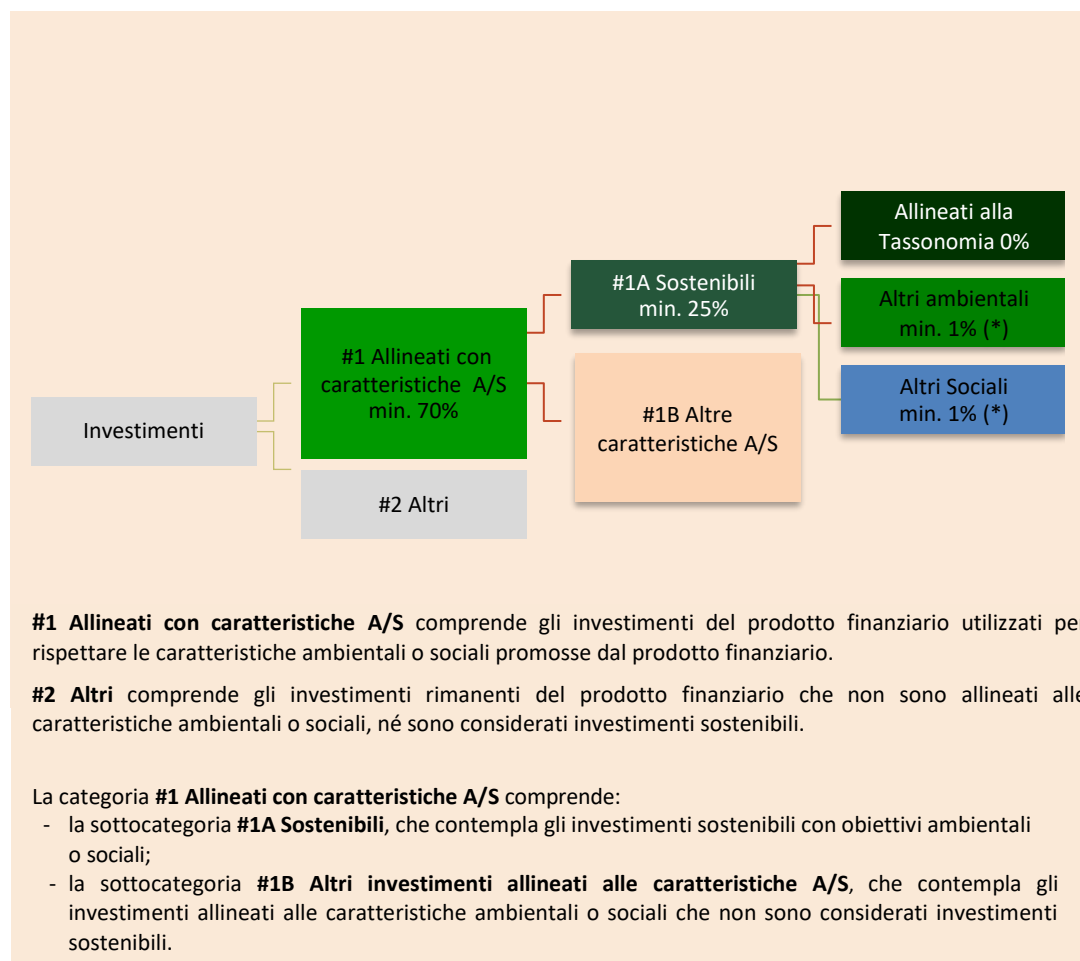 Allineati alla
Tassonomia 0%
#1A Sostenibili
min. 25%
Altri ambientali
min. 1% (*)
#1 Allineati con
caratteristiche A/S
min. 70%
Altri Sociali
min. 1% (*)
Investimenti
#1B Altre
caratteristiche A/S
#2 Altri
#1 Allineati con caratteristiche A/S comprende gli investimenti del prodotto finanziario utilizzati per
rispettare le caratteristiche ambientali o sociali promosse dal prodotto finanziario.
#2 Altri comprende gli investimenti rimanenti del prodotto finanziario che non sono allineati alle
caratteristiche ambientali o sociali, né sono considerati investimenti sostenibili.
La categoria #1 Allineati con caratteristiche A/S comprende:
- la sottocategoria #1A Sostenibili, che contempla gli investimenti sostenibili con obiettivi ambientali
o sociali;
- la sottocategoria #1B Altri investimenti allineati alle caratteristiche A/S, che contempla gli
investimenti allineati alle caratteristiche ambientali o sociali che non sono considerati investimenti
sostenibili.